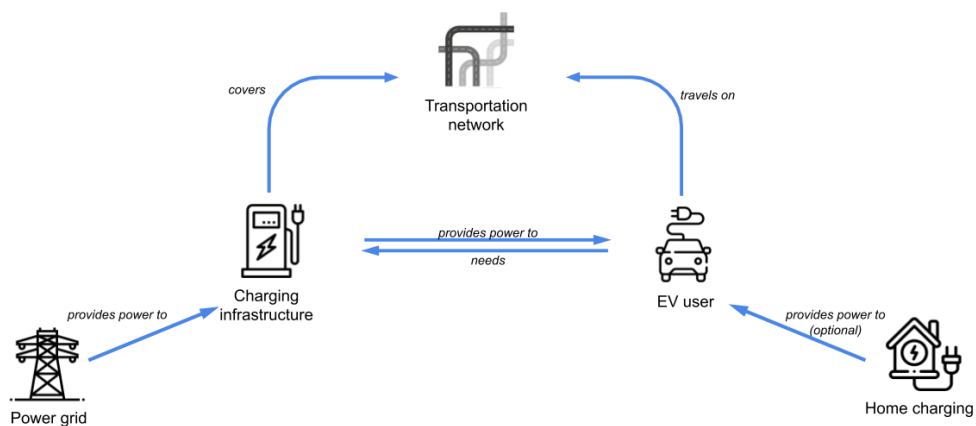 covers
Transportation
network
travels on
provides power to
needs
Charging
infrastructure
EV user
provides power to
provides power to
(optional)
Power grid
Home charging